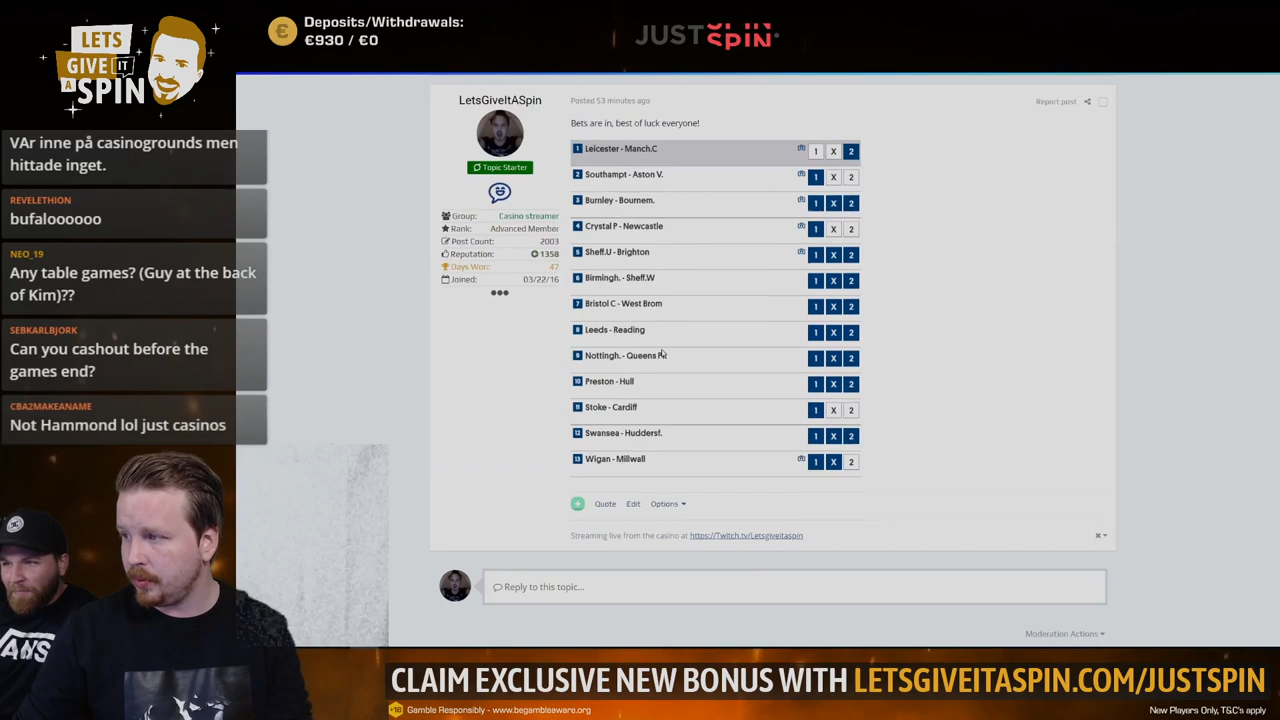 LETS
GIVE IT
A SPIN
Deposits/Withdrawals:
€930 / €0
JUST SPIN
VAr inne på casinogrounds men
hittade inget.
REVELETHION
bufaloooooo
NEO_19
Any table games? (Guy at the back
of Kim)??
SEBKARLBJORK
Can you cashout before the
games end?
CBA2MAKEANAME
Not Hammond lol just casinos
LetsGiveItASpin
Topic Starter
Group: Casino streamer
Rank: Advanced Member
Post Count: 2003
Reputation: 1358
Days Won: 47
Joined: 03/22/16
Posted 53 minutes ago
Report post
Bets are in, best of luck everyone!
1 Leicester - Manch.C 1 X 2
2 Southampt - Aston V. 1 X 2
3 Burnley - Bournem. 1 X 2
4 Crystal P - Newcastle 1 X 2
5 Sheff.U - Brighton 1 X 2
6 Birmingh. - Sheff.W 1 X 2
7 Bristol C - West Brom 1 X 2
8 Leeds - Reading 1 X 2
9 Nottingh. - Queens 1 X 2
10 Preston - Hull 1 X 2
11 Stoke - Cardiff 1 X 2
12 Swansea - Huddersf. 1 X 2
13 Wigan - Millwall 1 X 2
Quote Edit Options
Streaming live from the casino at https://Twitch.tv/Letsgiveitaspin
Reply to this topic...
Moderation Actions
VANS
CLAIM EXCLUSIVE NEW BONUS WITH LETSGIVEITASPIN.COM/JUSTSPIN
+18 Gamble Responsibly - www.begambleaware.org
New Players Only, T&C's apply